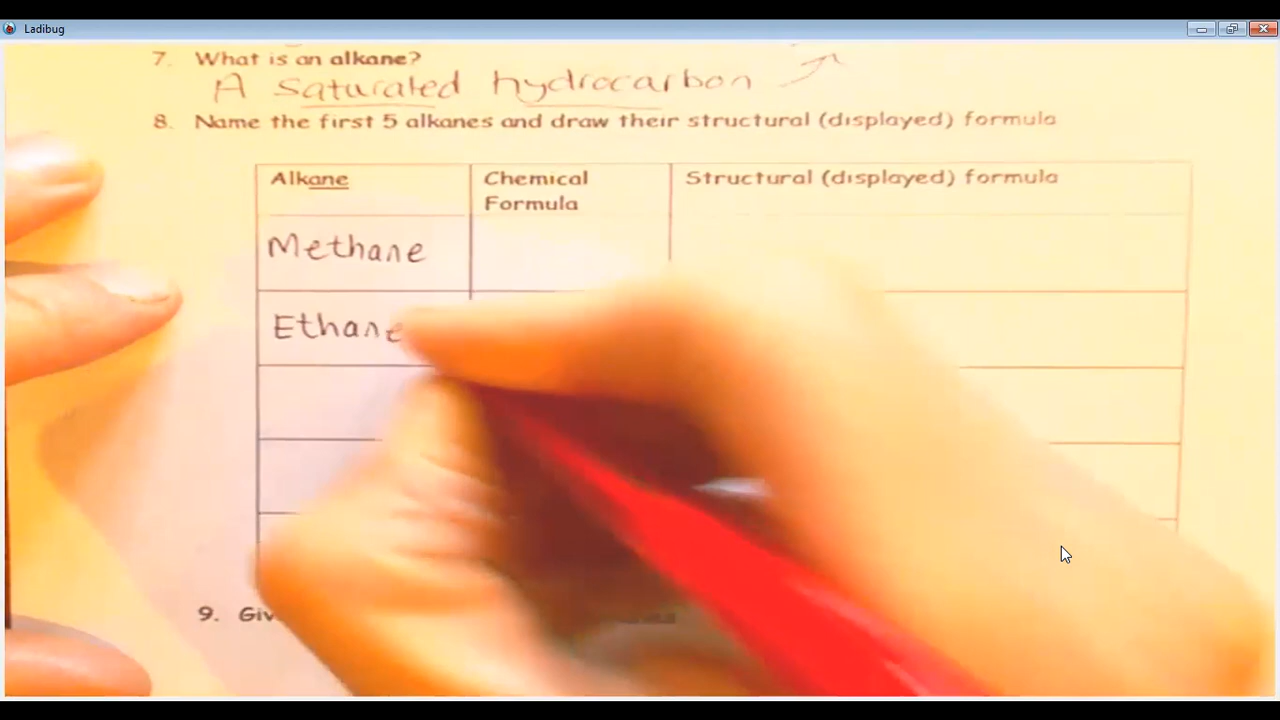 Ladibug
7. What is an alkane?
A saturated hydrocarbon
8. Name the first 5 alkanes and draw their structural (displayed) formula
Alkane Chemical Formula Structural (displayed) formula
Methane
Ethane
9.